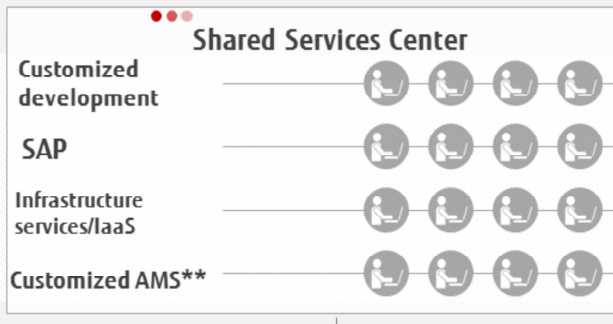 Shared Services Center
Customized
development
SAP
Infrastructure
services/IaaS
Customized AMS**